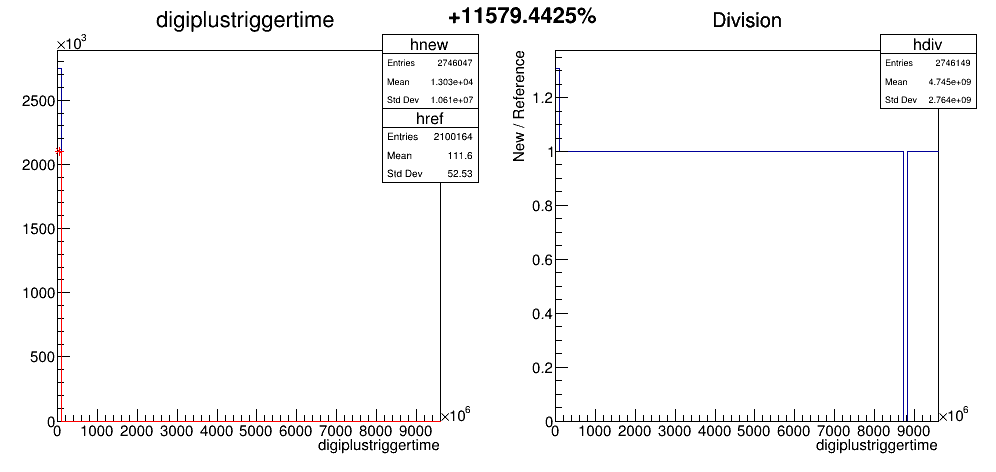 +11579.4425%
digiplustriggertime
×10³
hnew
Entries 2746047
Mean 1.303e+04
Std Dev 1.061e+07
href
Entries 2100164
Mean 111.6
Std Dev 52.53
2500
2000
1500
1000
500
0
0 1000 2000 3000 4000 5000 6000 7000 8000 9000
×10⁶
digiplustriggertime
Division
hdiv
Entries 2746149
Mean 4.745e+09
Std Dev 2.764e+09
New / Reference
1.2
1
0.8
0.6
0.4
0.2
0
0 1000 2000 3000 4000 5000 6000 7000 8000 9000
×10⁶
digiplustriggertime